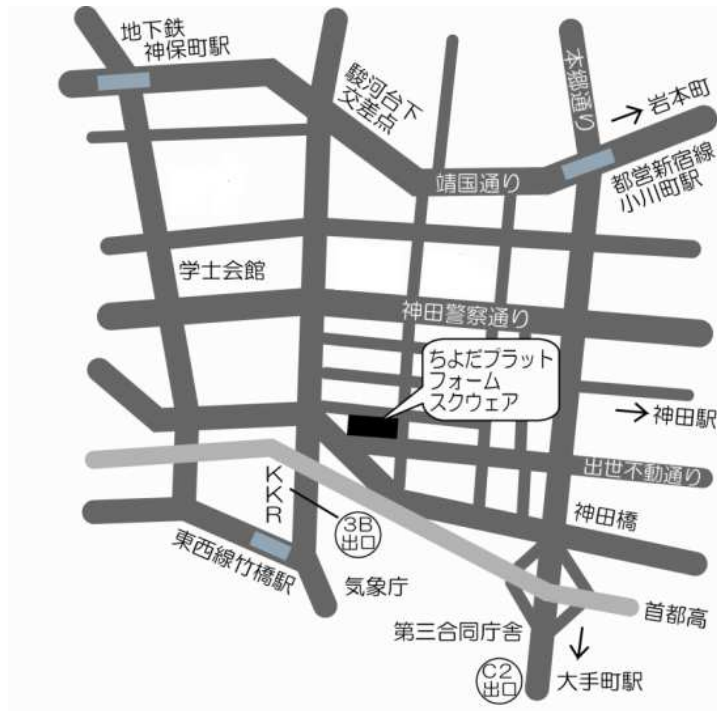 地下鉄
神保町駅
駿河台下
交差点
本郷通り
岩本町
靖国通り
都営新宿線
小川町駅
学士会館
神田警察通り
ちよだプラット
フォーム
スクウェア
神田駅
出世不動通り
KKR
3B
出口
神田橋
東西線竹橋駅
気象庁
首都高
第三合同庁舎
C2
出口
大手町駅